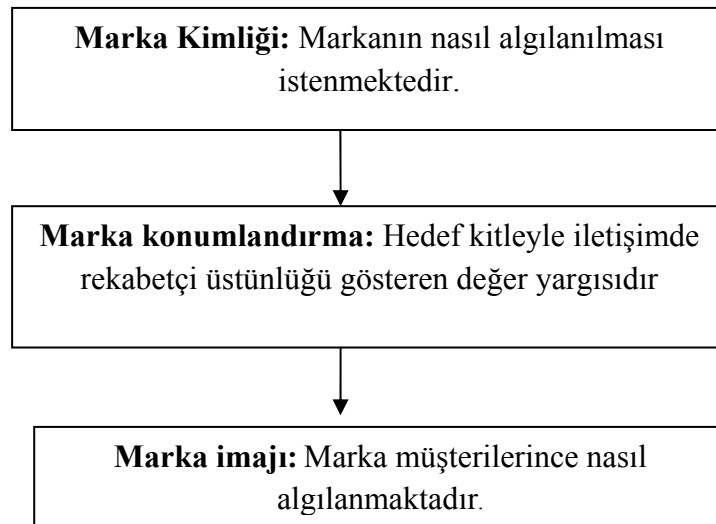 Marka Kimliği: Markanın nasıl algılanılması
istenmektedir.
Marka konumlandırma: Hedef kitleyle iletişimde
rekabetçi üstünlüğü gösteren değer yargısıdır
Marka imajı: Marka müşterilerince nasıl
algılanmaktadır.